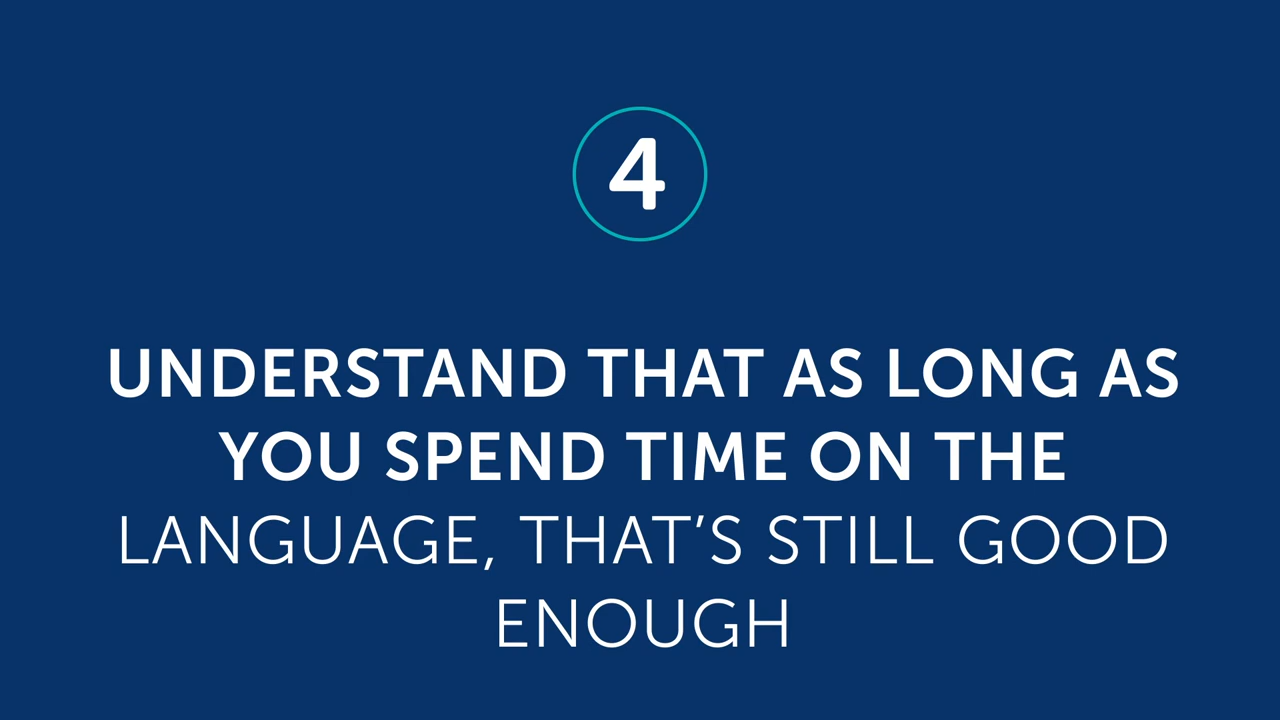 4
UNDERSTAND THAT AS LONG AS
YOU SPEND TIME ON THE
LANGUAGE, THAT’S STILL GOOD
ENOUGH